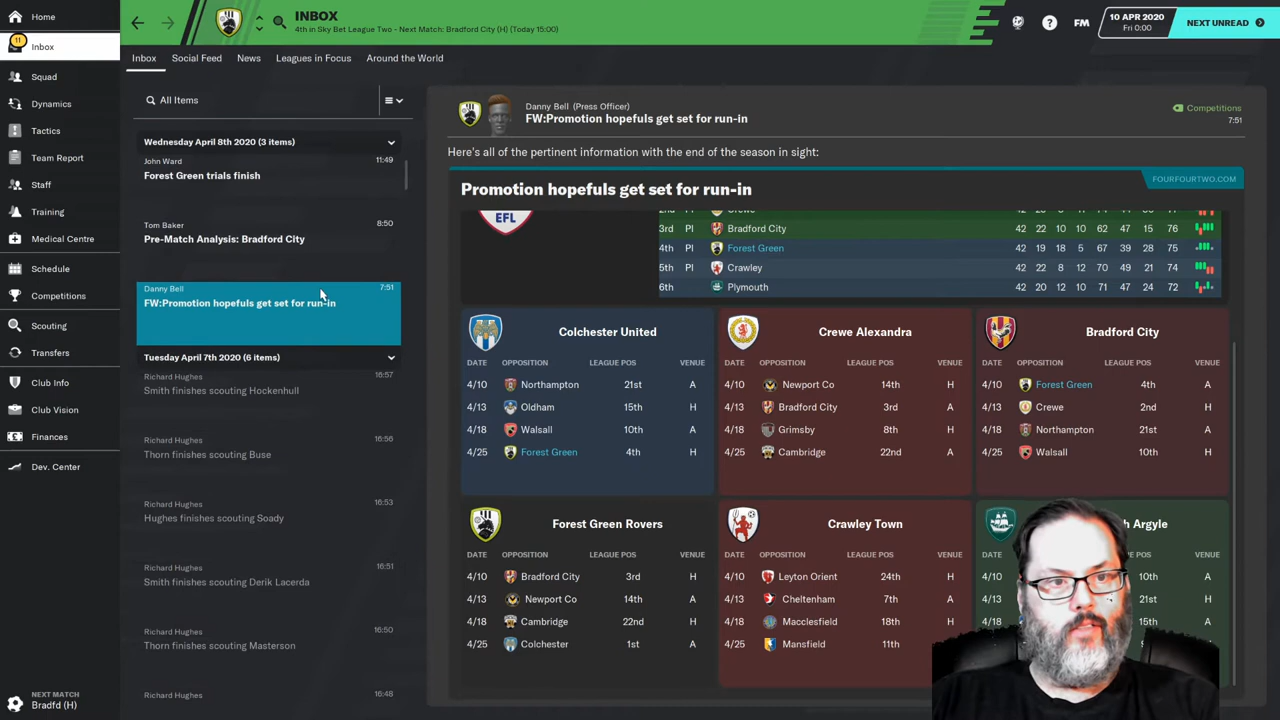 Home
INBOX
4th in Sky Bet League Two - Next Match: Bradford City (H) (Today 15:00)
FM
10 APR 2020
Fri 0:00
NEXT UNREAD
11
Inbox
Squad
Dynamics
Tactics
Team Report
Staff
Training
Medical Centre
Schedule
Competitions
Scouting
Transfers
Club Info
Club Vision
Finances
Dev. Center
NEXT MATCH
Bradfd (H)
Inbox Social Feed News Leagues in Focus Around the World
All Items
Wednesday April 8th 2020 (3 items)
John Ward 11:49
Forest Green trials finish
Tom Baker 8:50
Pre-Match Analysis: Bradford City
Danny Bell 7:51
FW:Promotion hopefuls get set for run-in
Tuesday April 7th 2020 (6 items)
Richard Hughes 16:57
Smith finishes scouting Hockenhull
Richard Hughes 16:56
Thorn finishes scouting Buse
Richard Hughes 16:53
Hughes finishes scouting Soady
Richard Hughes 16:51
Smith finishes scouting Derik Lacerda
Richard Hughes 16:50
Thorn finishes scouting Masterson
Richard Hughes 16:48
Danny Bell (Press Officer)
FW:Promotion hopefuls get set for run-in
Competitions
7:51
Here's all of the pertinent information with the end of the season in sight:
FOURFOURTWO.COM
Promotion hopefuls get set for run-in
EFL
3rd Pl Bradford City 42 22 10 10 62 47 15 76
4th Pl Forest Green 42 19 18 5 67 39 28 75
5th Pl Crawley 42 22 8 12 70 49 21 74
6th Plymouth 42 20 12 10 71 47 24 72
Colchester United
DATE OPPOSITION LEAGUE POS VENUE
4/10 Northampton 21st A
4/13 Oldham 15th H
4/18 Walsall 10th A
4/25 Forest Green 4th H
Crewe Alexandra
DATE OPPOSITION LEAGUE POS VENUE
4/10 Newport Co 14th H
4/13 Bradford City 3rd A
4/18 Grimsby 8th H
4/25 Cambridge 22nd A
Bradford City
DATE OPPOSITION LEAGUE POS VENUE
4/10 Forest Green 4th A
4/13 Crewe 2nd H
4/18 Northampton 21st A
4/25 Walsall 10th H
Forest Green Rovers
DATE OPPOSITION LEAGUE POS VENUE
4/10 Bradford City 3rd H
4/13 Newport Co 14th A
4/18 Cambridge 22nd H
4/25 Colchester 1st A
Crawley Town
DATE OPPOSITION LEAGUE POS VENUE
4/10 Leyton Orient 24th H
4/13 Cheltenham 7th A
4/18 Macclesfield 18th H
4/25 Mansfield 11th
Argyle
DATE POS VENUE
4/10 10th A
4/13 21st H
4/18 15th A
4/25 H